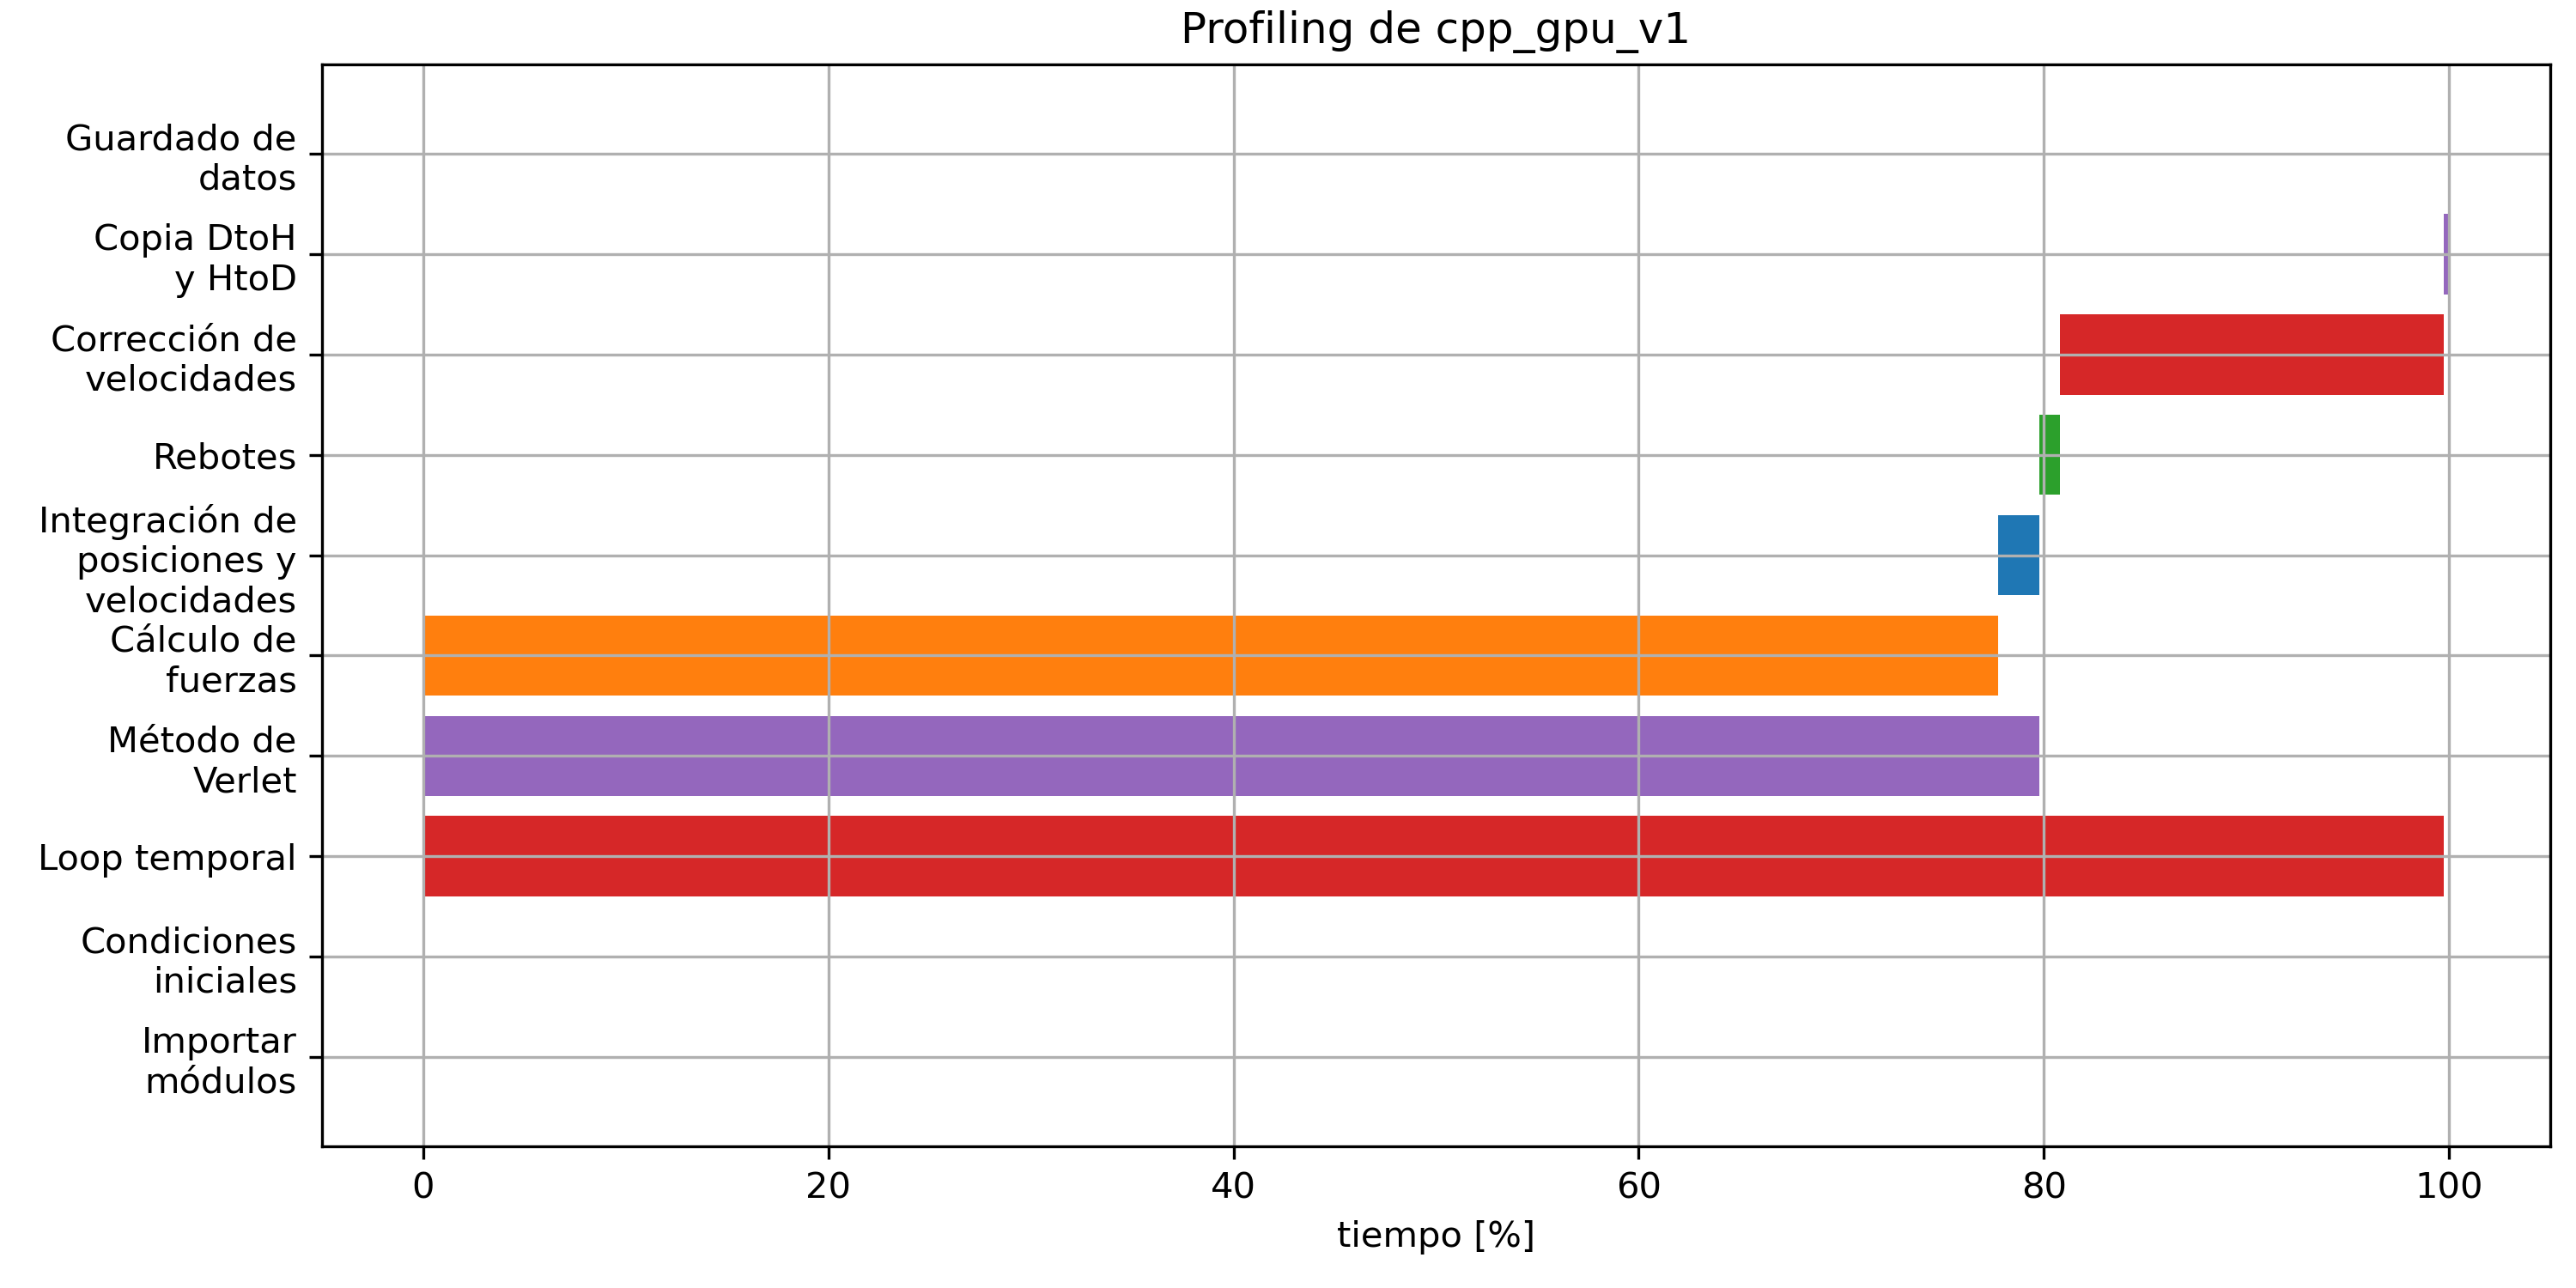 Profiling de cpp_gpu_v1
Guardado de
datos
Copia DtoH
y HtoD
Corrección de
velocidades
Rebotes
Integración de
posiciones y
velocidades
Cálculo de
fuerzas
Método de
Verlet
Loop temporal
Condiciones
iniciales
Importar
módulos
0 20 40 60 80 100
tiempo [%]